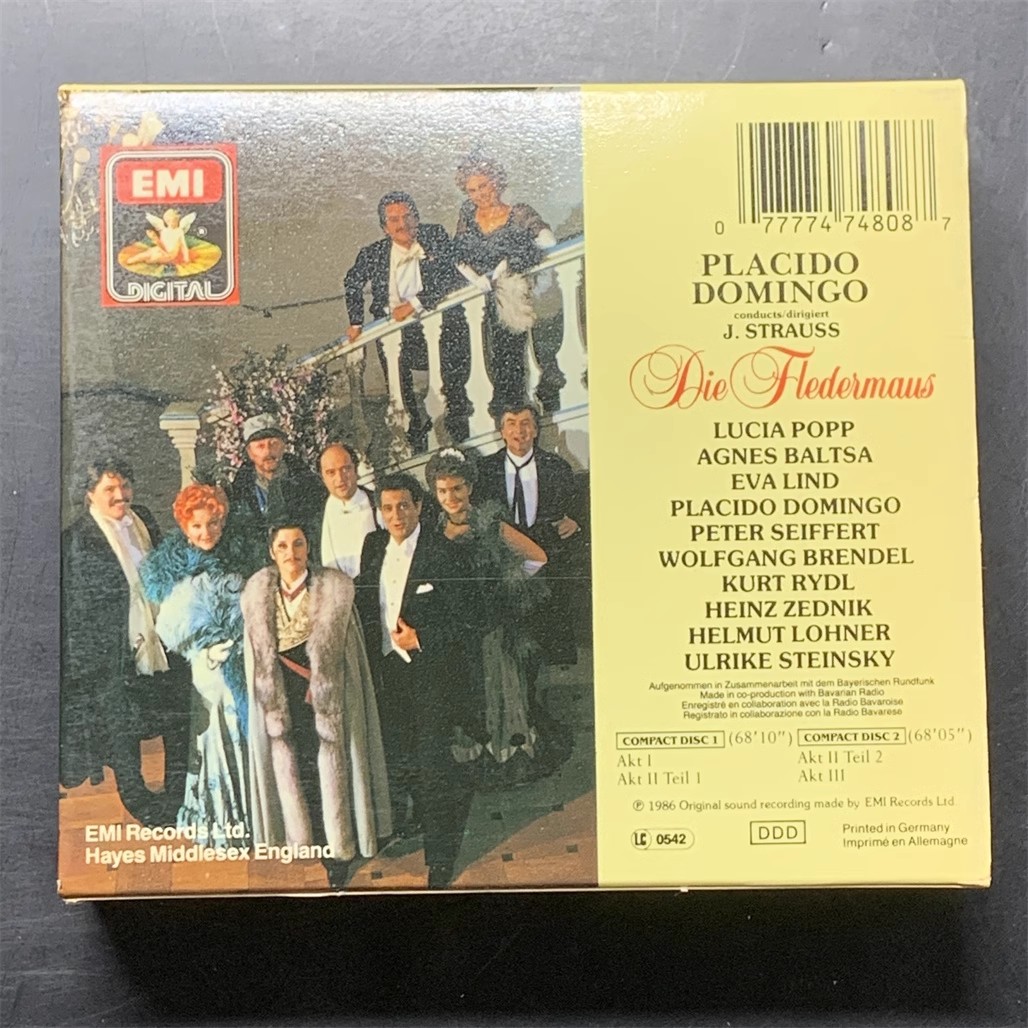 EMI
DIGITAL
EMI Records Ltd.
Hayes Middlesex England
0 77774 74808 7
PLACIDO
DOMINGO
conducts/dirigiert
J. STRAUSS
Die Fledermaus
LUCIA POPP
AGNES BALTSA
EVA LIND
PLACIDO DOMINGO
PETER SEIFFERT
WOLFGANG BRENDEL
KURT RYDL
HEINZ ZEDNIK
HELMUT LOHNER
ULRIKE STEINSKY
Aufgenommen in Zusammenarbeit mit dem Bayerischen Rundfunk
Made in co-production with Bavarian Radio
Enregistré en collaboration avec la Radio Bavaroise
Registrato in collaborazione con la Radio Bavarese
COMPACT DISC 1 (68'10") COMPACT DISC 2 (68'05")
Akt I Akt II Teil 2
Akt II Teil 1 Akt III
℗ 1986 Original sound recording made by EMI Records Ltd
LC 0542 DDD Printed in Germany
Imprimé en Allemagne